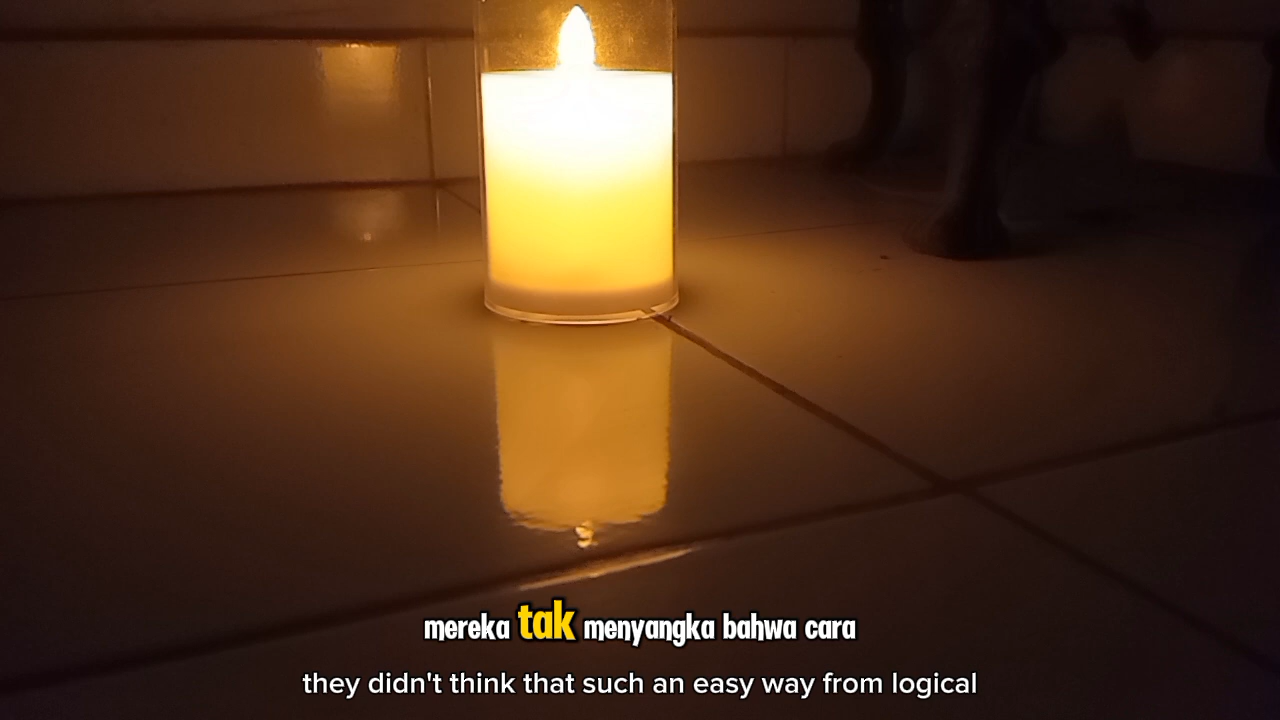 mereka tak menyangka bahwa cara
they didn't think that such an easy way from logical